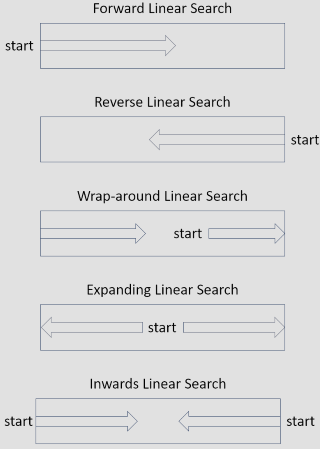 Forward Linear Search
start
Reverse Linear Search
start
Wrap-around Linear Search
start
Expanding Linear Search
start
Inwards Linear Search
start start